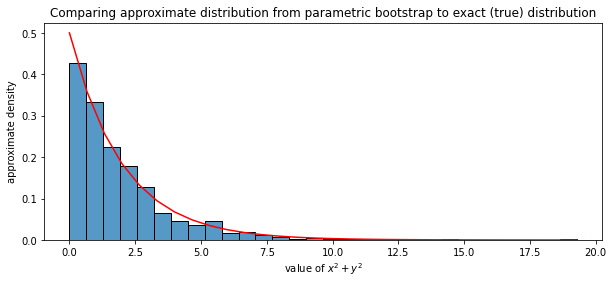 Comparing approximate distribution from parametric bootstrap to exact (true) distribution
0.5
0.4
0.3
0.2
0.1
0.0
approximate density
0.0 2.5 5.0 7.5 10.0 12.5 15.0 17.5 20.0
value of x² + y²